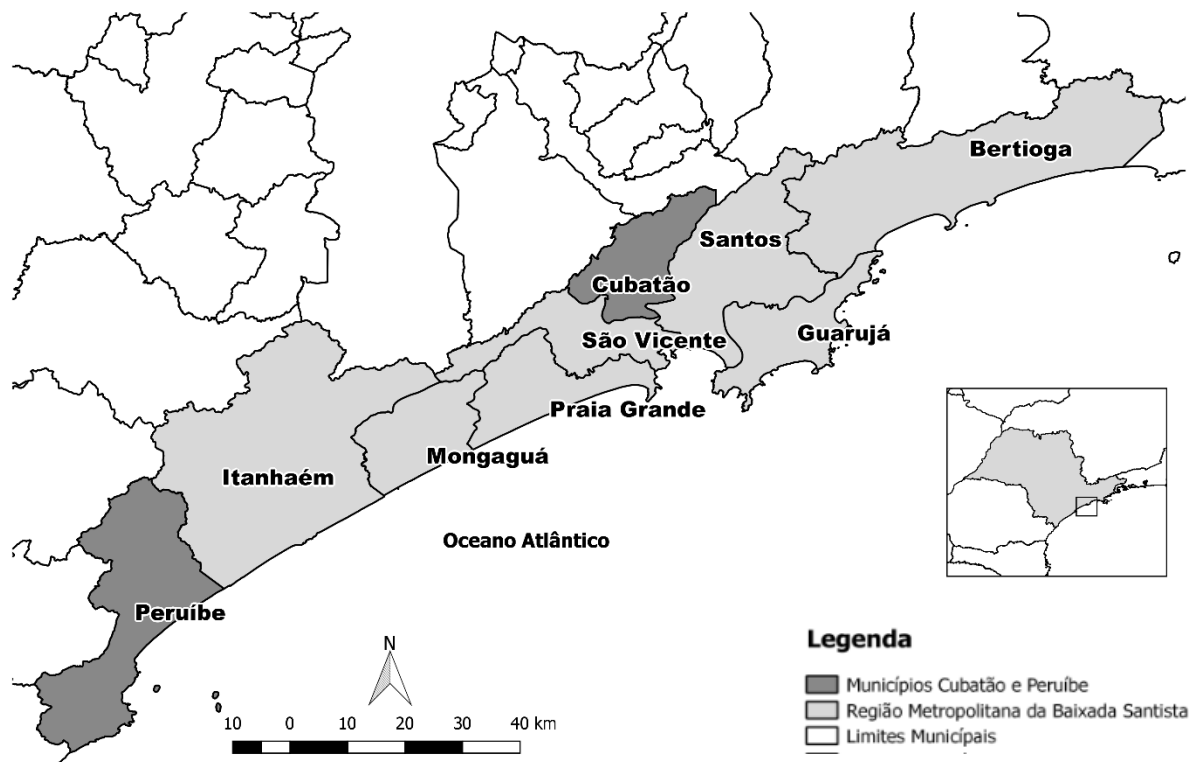 Bertioga
Santos
Cubatão
São Vicente
Guarujá
Praia Grande
Mongaguá
Itanhaém
Oceano Atlântico
Peruíbe
N
10 0 10 20 30 40 km
Legenda
Municípios Cubatão e Peruíbe
Região Metropolitana da Baixada Santista
Limites Municípais